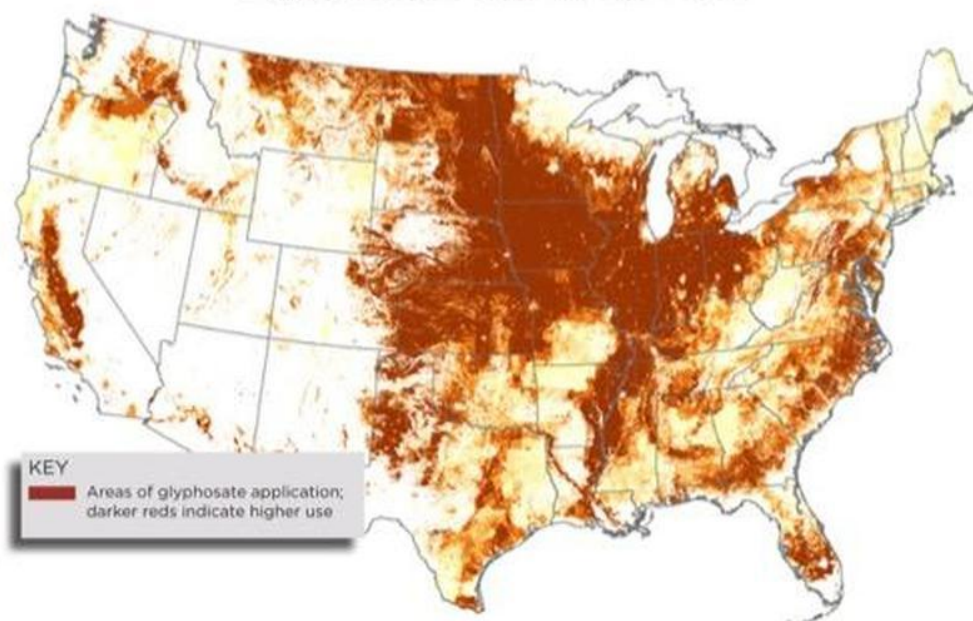 KEY
Areas of glyphosate application;
darker reds indicate higher use